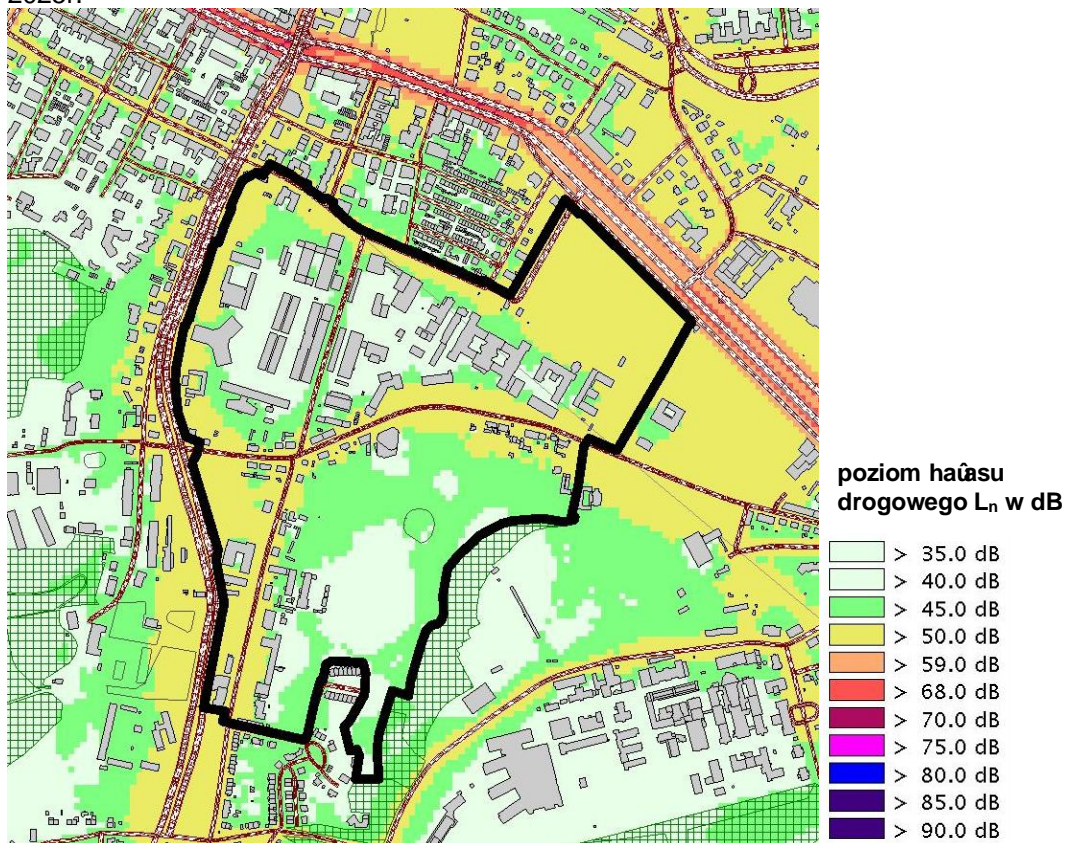 poziom haûasu
drogowego Ln w dB
> 35.0 dB
> 40.0 dB
> 45.0 dB
> 50.0 dB
> 59.0 dB
> 68.0 dB
> 70.0 dB
> 75.0 dB
> 80.0 dB
> 85.0 dB
> 90.0 dB